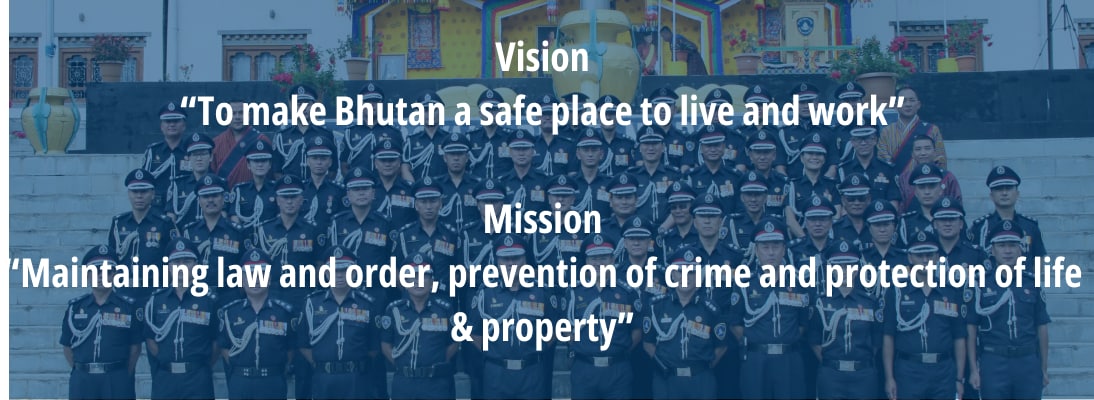 Vision
“To make Bhutan a safe place to live and work”
Mission
“Maintaining law and order, prevention of crime and protection of life
& property”